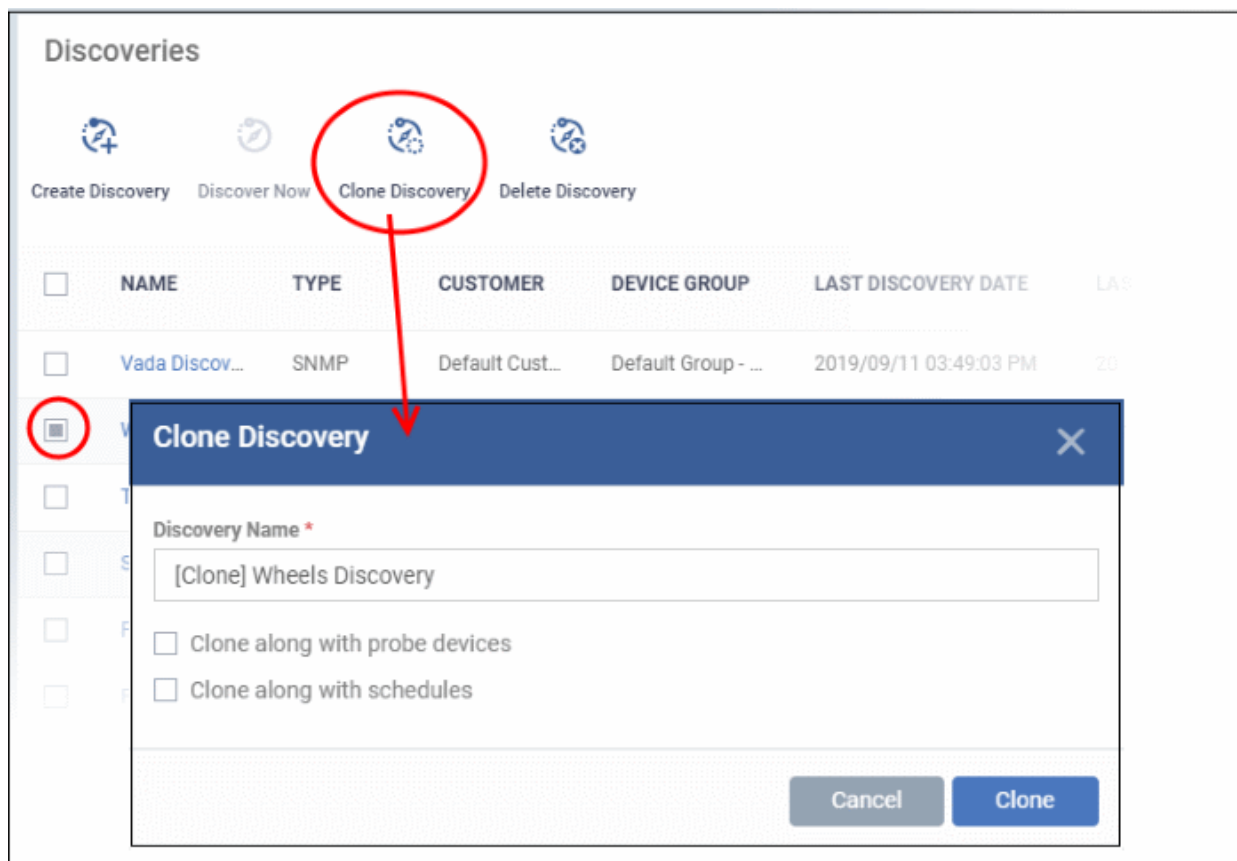 Discoveries
Create Discovery Discover Now Clone Discovery Delete Discovery
NAME TYPE CUSTOMER DEVICE GROUP LAST DISCOVERY DATE LAS
Vada Discov... SNMP Default Cust... Default Group - ... 2019/09/11 03:49:03 PM 20
Clone Discovery
Discovery Name *
[Clone] Wheels Discovery
Clone along with probe devices
Clone along with schedules
Cancel Clone